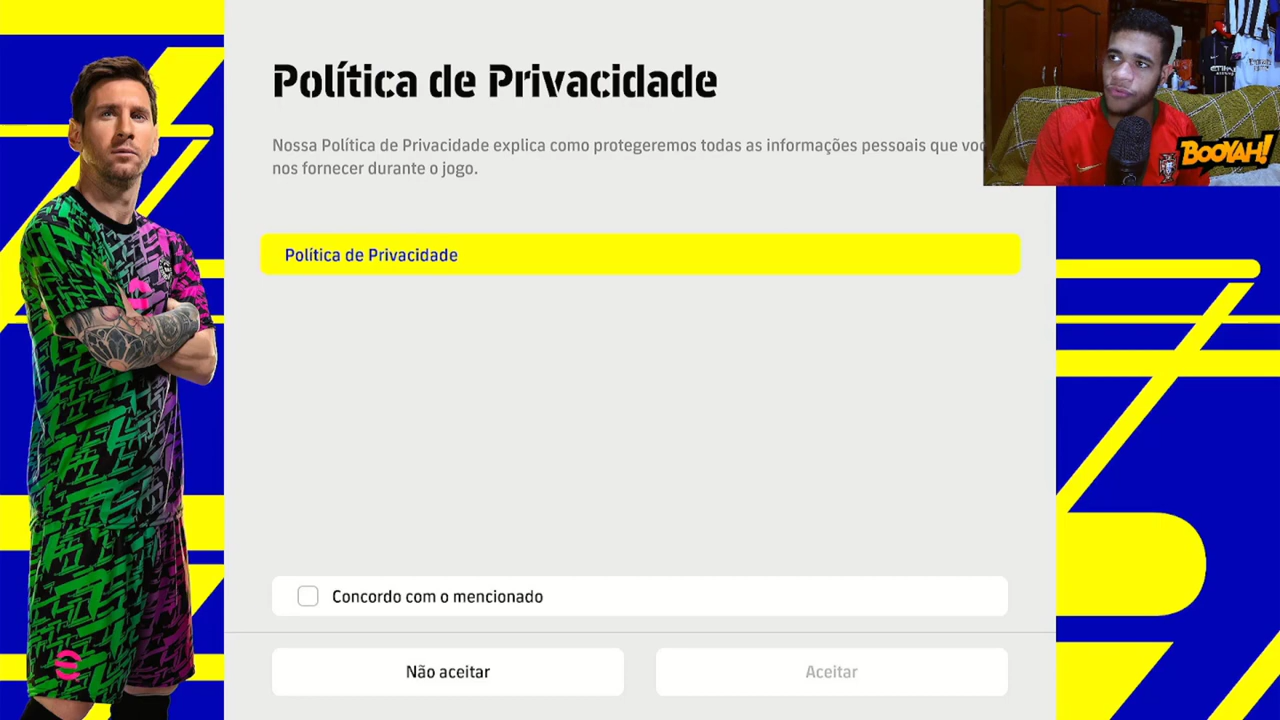 Política de Privacidade
Nossa Política de Privacidade explica como protegeremos todas as informações pessoais que
nos fornecer durante o jogo.
BOOYAH!
Política de Privacidade
Concordo com o mencionado
Não aceitar
Aceitar